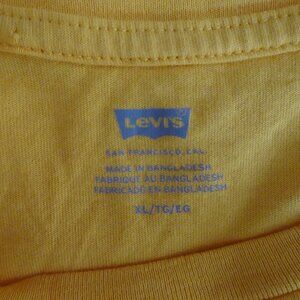 Levi's
SAN FRANCISCO, CAL.
MADE IN BANGLADESH
FABRIQUÉ AU BANGLADESH
FABRICADO EN BANGLADESH
XL/TG/EG